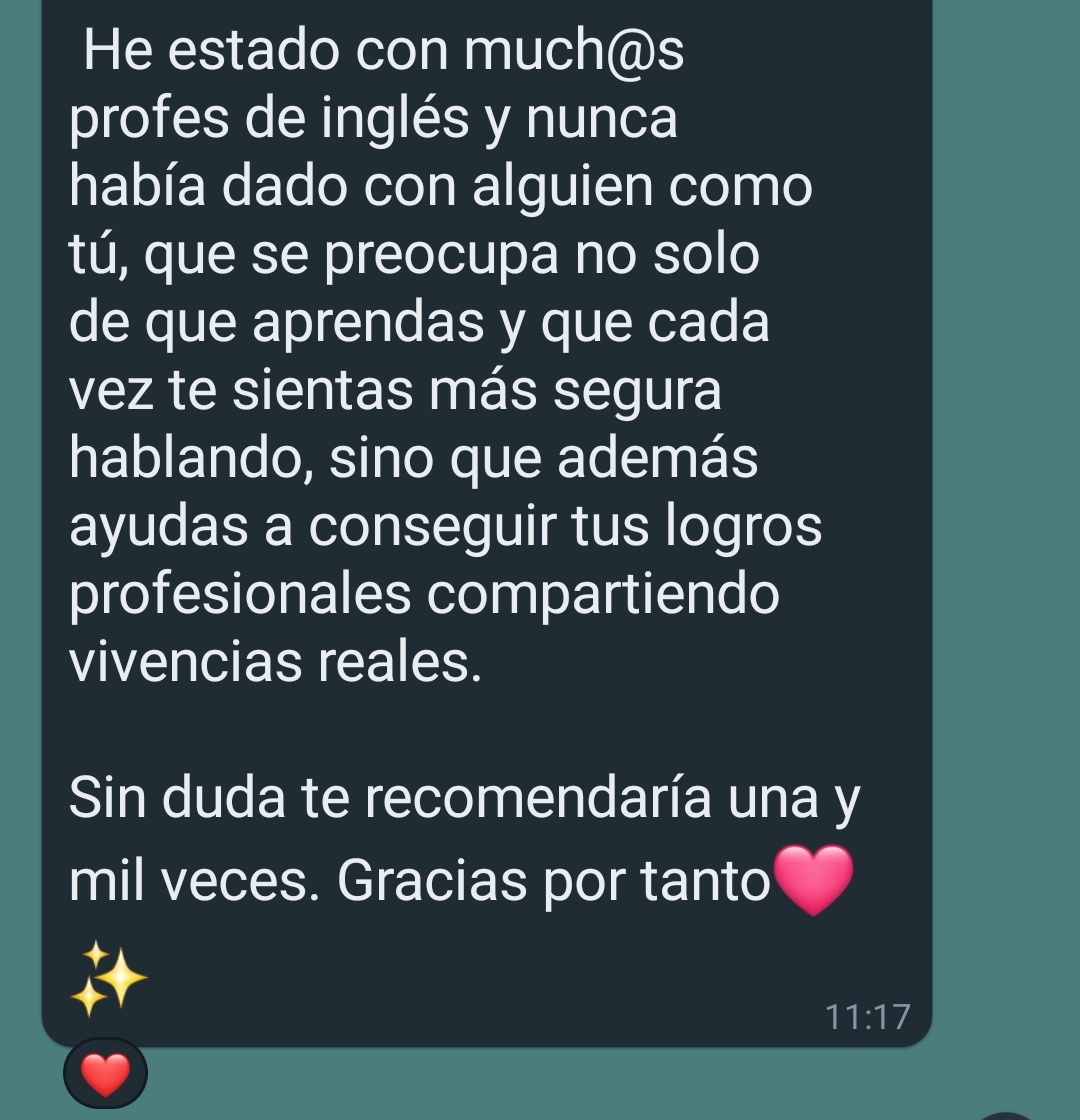 He estado con much@s
profes de inglés y nunca
había dado con alguien como
tú, que se preocupa no solo
de que aprendas y que cada
vez te sientas más segura
hablando, sino que además
ayudas a conseguir tus logros
profesionales compartiendo
vivencias reales.
Sin duda te recomendaría una y
mil veces. Gracias por tanto💗
✨
11:17
❤️